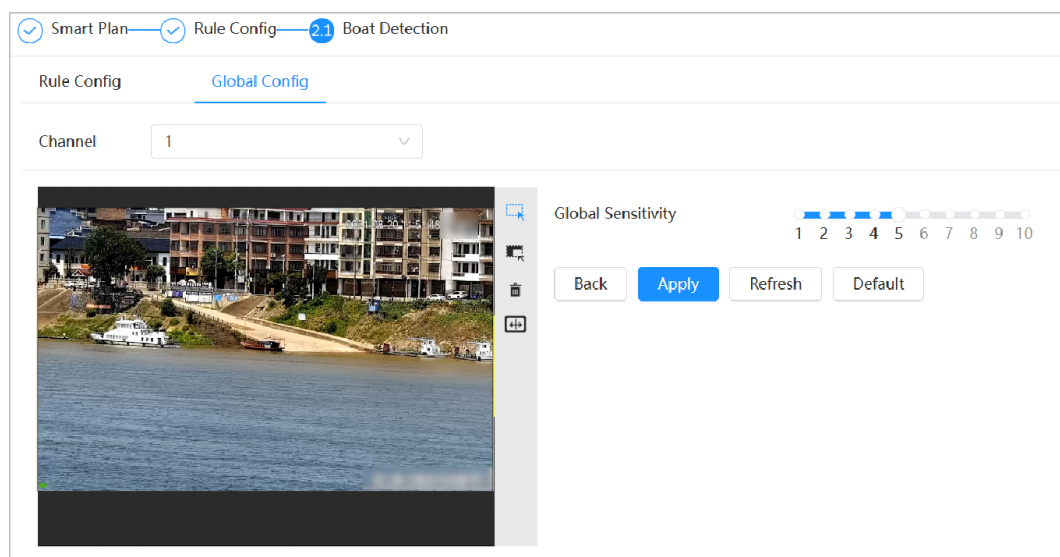 Smart Plan Rule Config 2.1 Boat Detection
Rule Config Global Config
Channel 1
Global Sensitivity
1 2 3 4 5 6 7 8 9 10
Back Apply Refresh Default